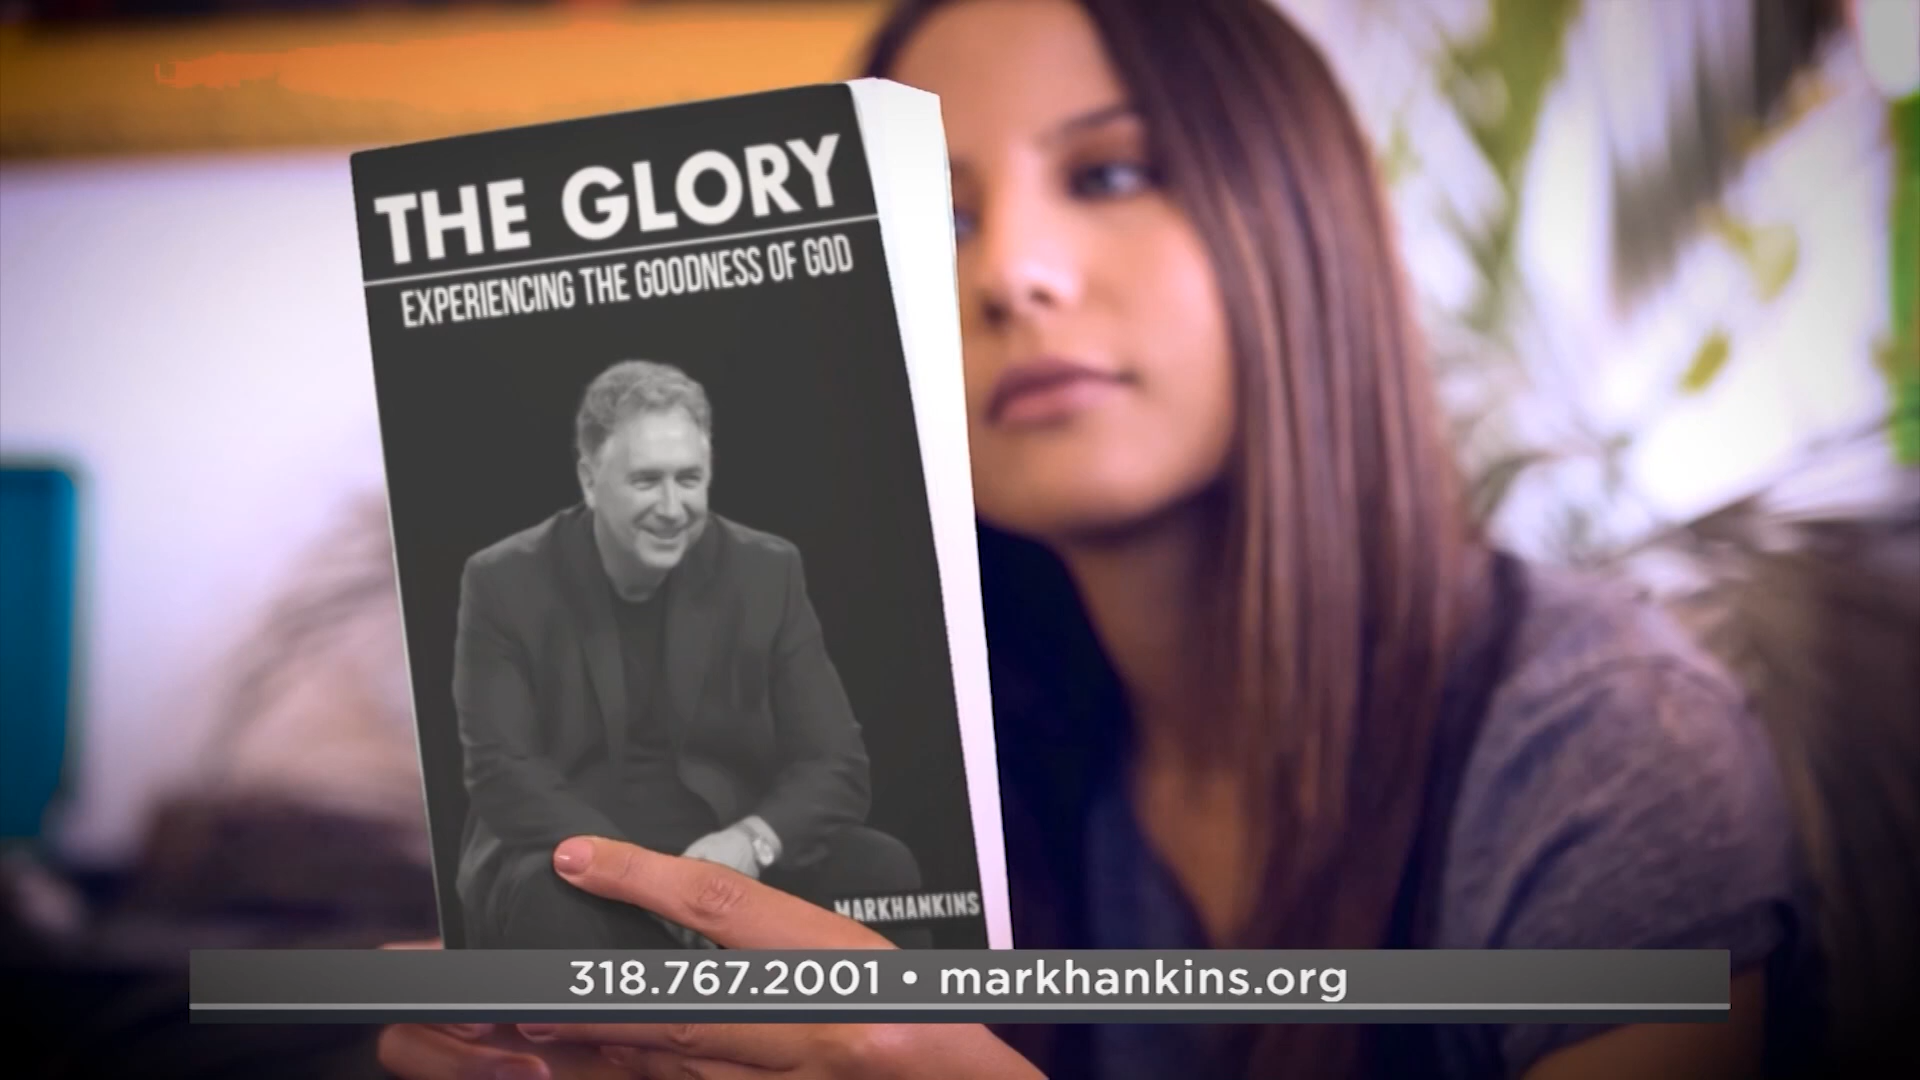 THE GLORY
EXPERIENCING THE GOODNESS OF GOD
MARKHANKINS
318.767.2001 • markhankins.org